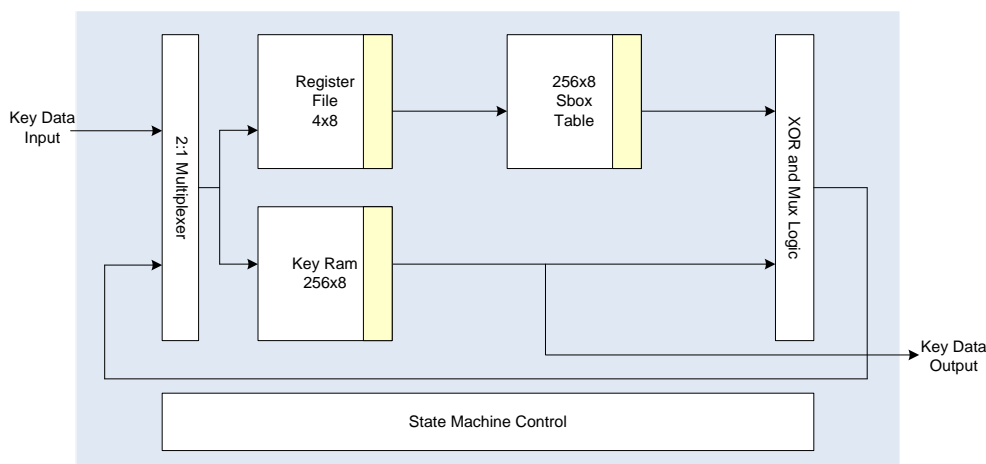 Key Data
Input
2:1 Multiplexer
Register
File
4x8
256x8
Sbox
Table
XOR and Mux Logic
Key Ram
256x8
Key Data
Output
State Machine Control